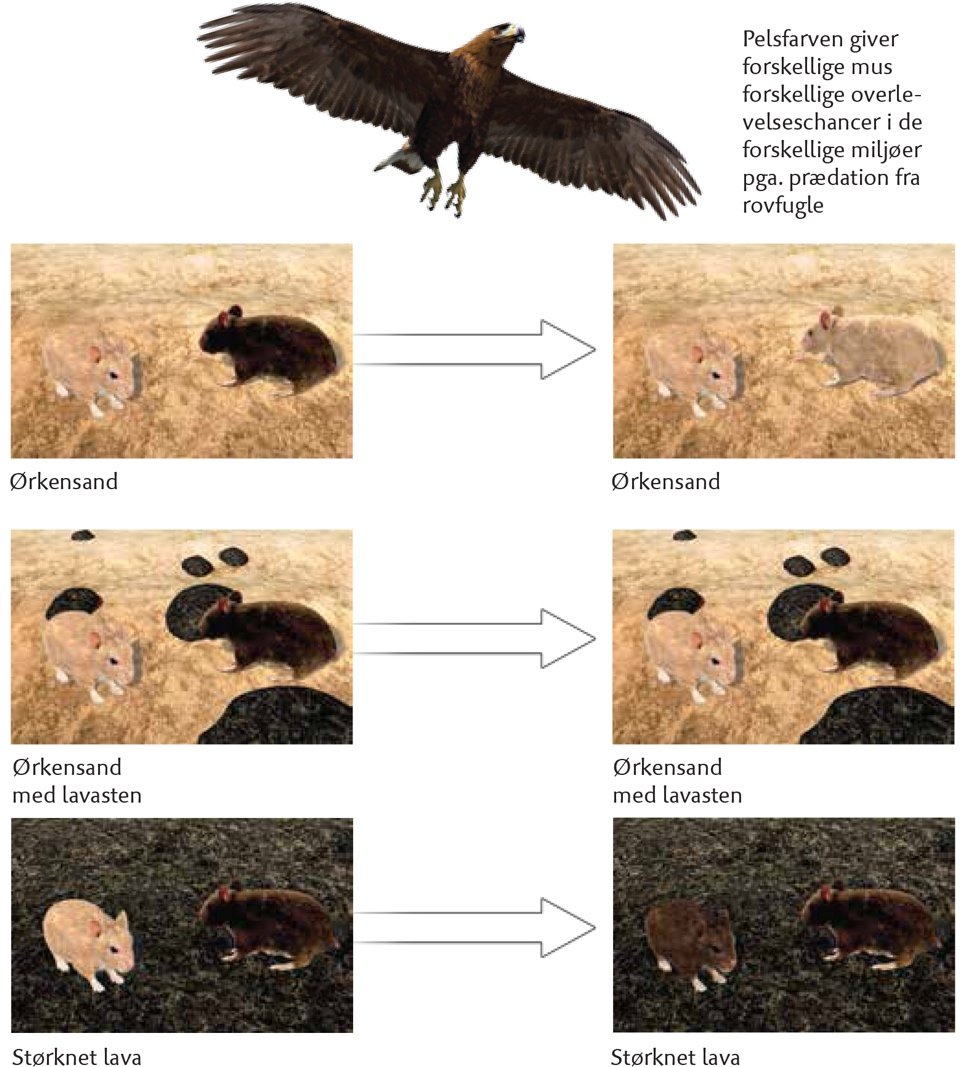 Pelsfarven giver
forskellige mus
forskellige overle-
velseschancer i de
forskellige miljøer
pga. prædation fra
rovfugle
Ørkensand
Ørkensand
Ørkensand
med lavasten
Ørkensand
med lavasten
Størknet lava
Størknet lava